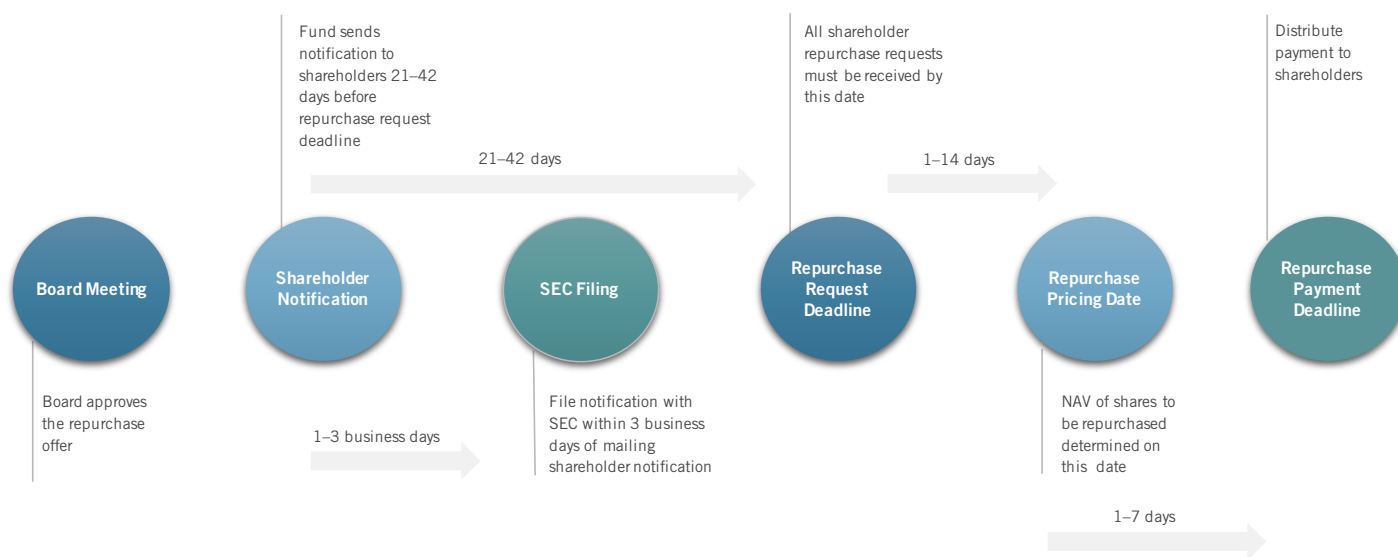 Fund sends
notification to
shareholders 21–42
days before
repurchase request
deadline
All shareholder
repurchase requests
must be received by
this date
Distribute
payment to
shareholders
21–42 days
1–14 days
Board Meeting
Shareholder
Notification
SEC Filing
Repurchase
Request
Deadline
Repurchase
Pricing Date
Repurchase
Payment
Deadline
Board approves
the repurchase
offer
1–3 business days
File notification with
SEC within 3 business
days of mailing
shareholder notification
NAV of shares to
be repurchased
determined on
this date
1–7 days